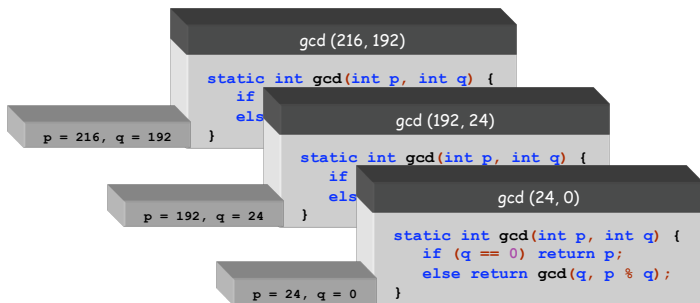 gcd (216, 192)
static int gcd(int p, int q) {
if
els
}
p = 216, q = 192
gcd (192, 24)
static int gcd(int p, int q) {
if
els
}
p = 192, q = 24
gcd (24, 0)
static int gcd(int p, int q) {
if (q == 0) return p;
else return gcd(q, p % q);
}
p = 24, q = 0